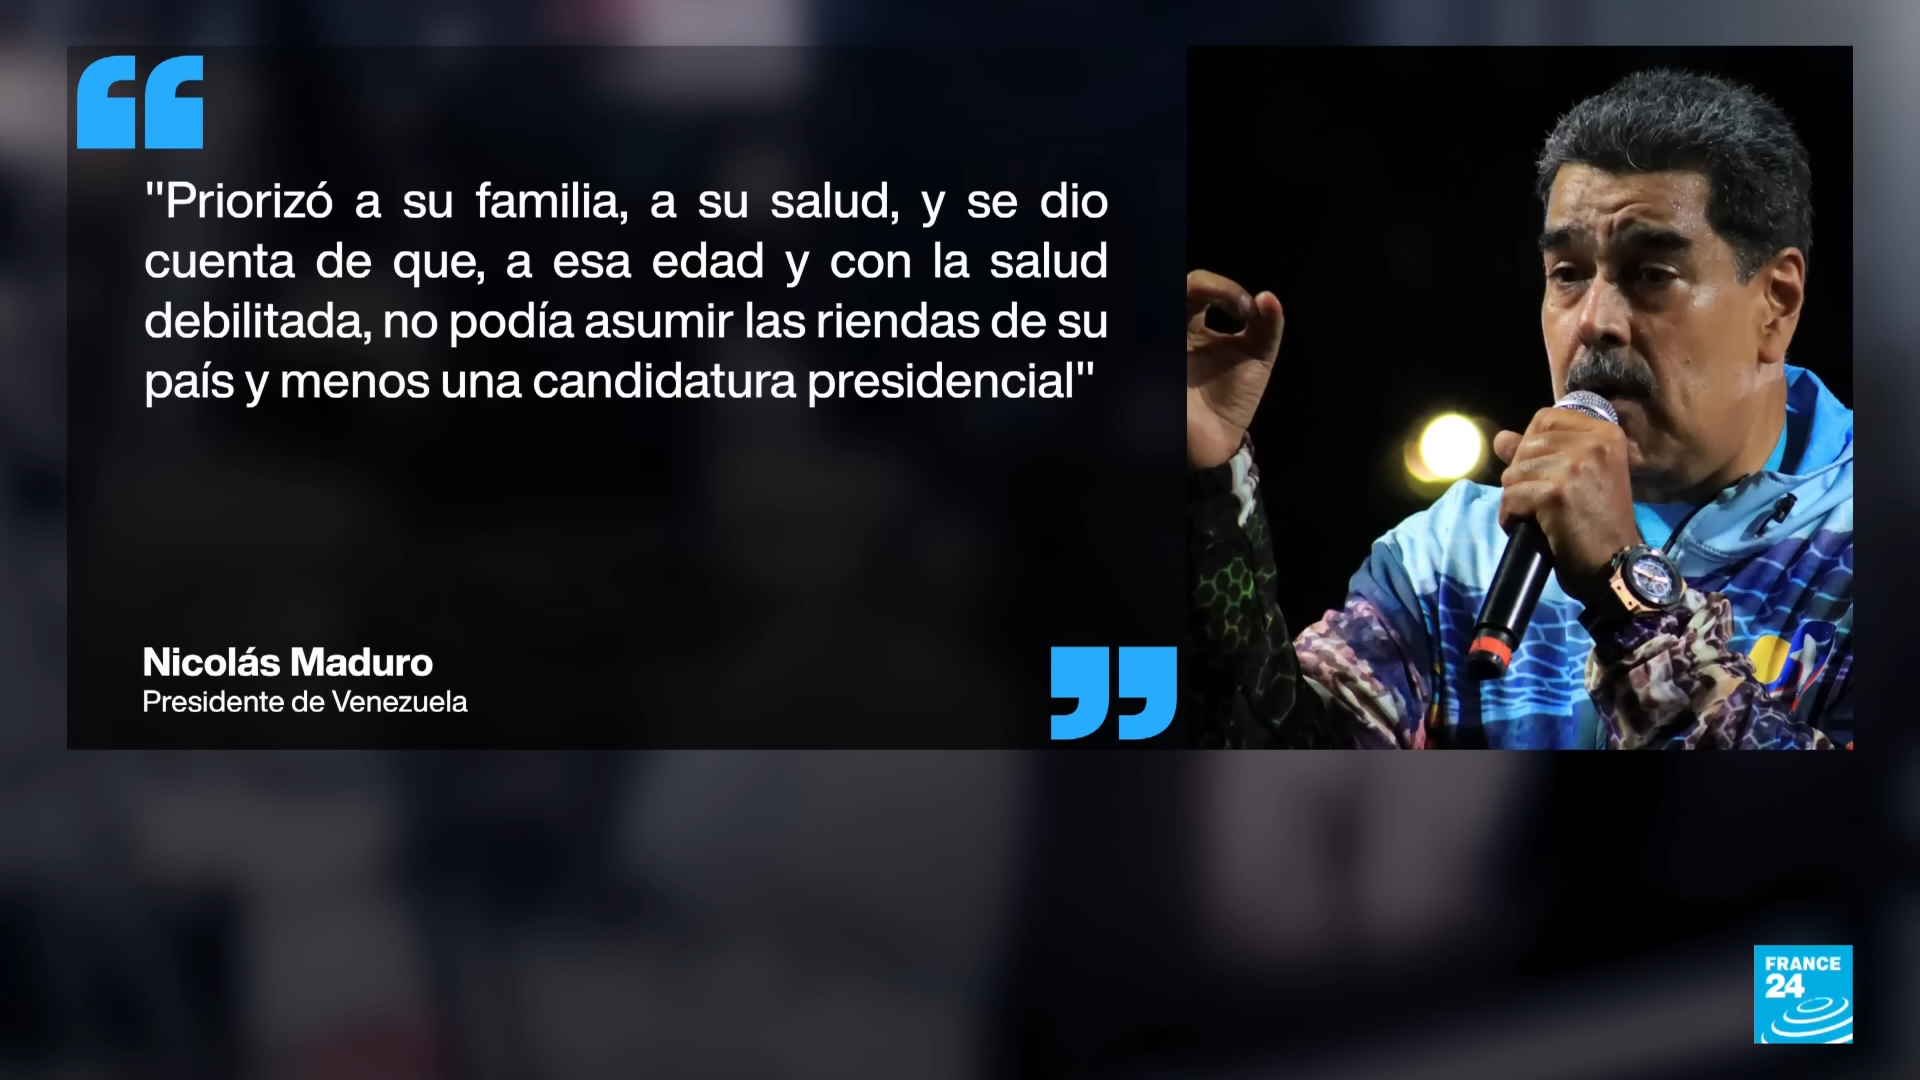 "Priorizó a su familia, a su salud, y se dio
cuenta de que, a esa edad y con la salud
debilitada, no podía asumir las riendas de su
país y menos una candidatura presidencial"
Nicolás Maduro
Presidente de Venezuela
FRANCE
24